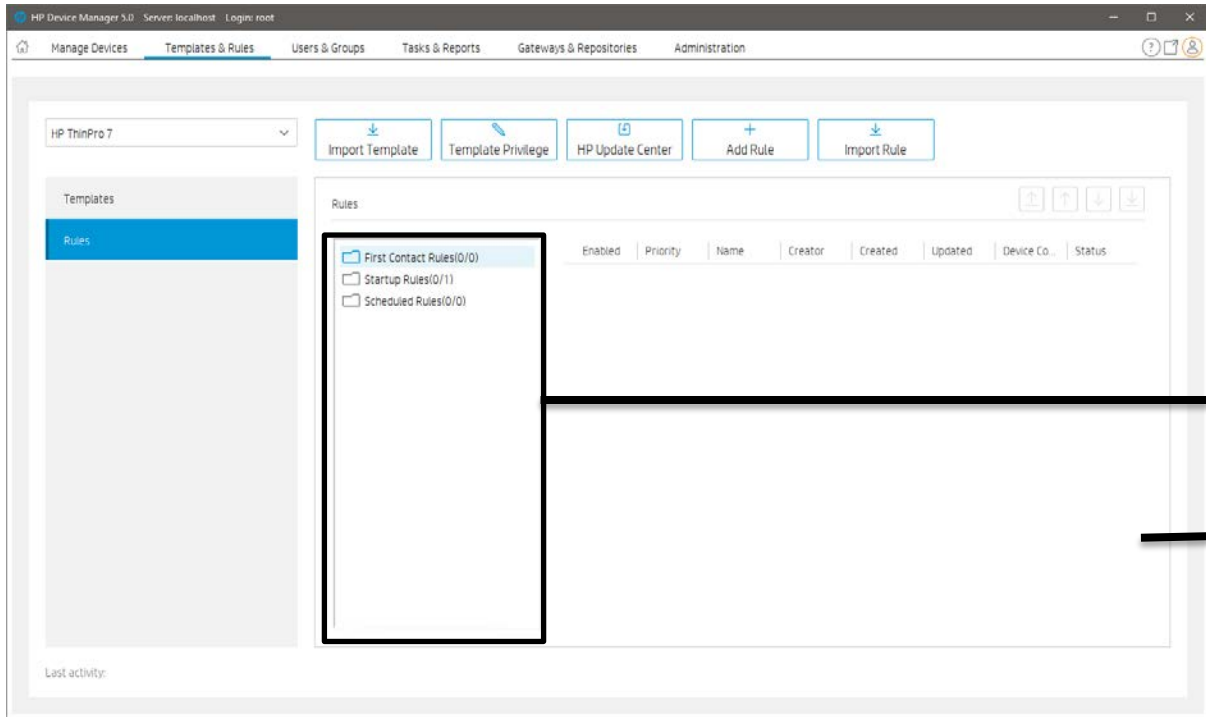 HP Device Manager 5.0 Server: localhost Login: root
Manage Devices Templates & Rules Users & Groups Tasks & Reports Gateways & Repositories Administration
HP ThinPro 7
Import Template Template Privilege HP Update Center Add Rule Import Rule
Templates
Rules
Rules
Enabled Priority Name Creator Created Updated Device Co... Status
First Contact Rules(0/0)
Startup Rules(0/1)
Scheduled Rules(0/0)
Last activity: